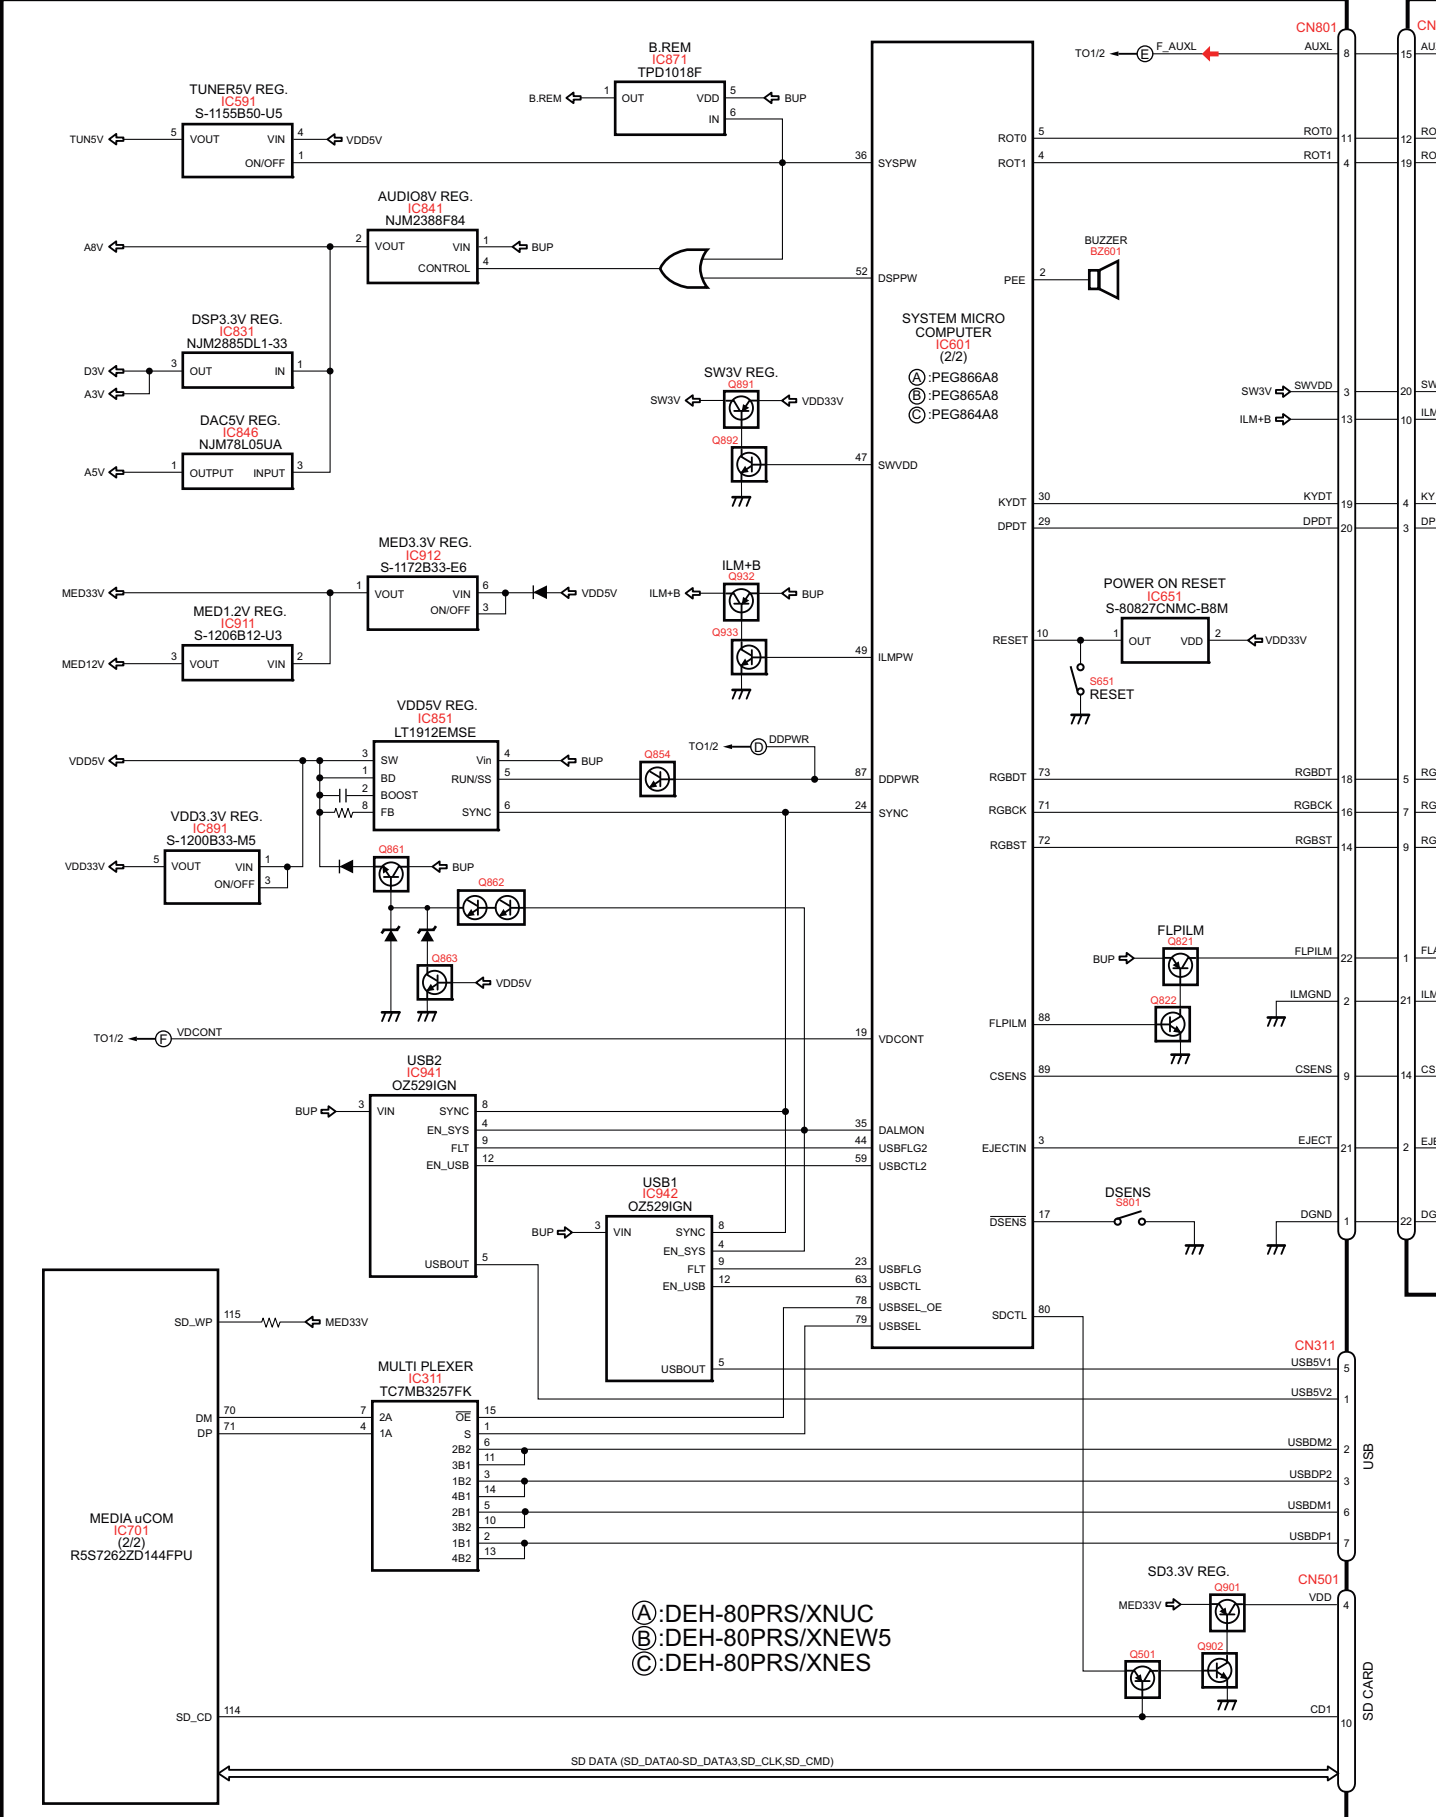 CN801
CN
TO1/2
E
F_AUXL
AUXL
8
15
AU
B.REM
IC871
TPD1018F
B.REM
1
OUT
VDD
5
BUP
IN
6
TUNER5V REG.
IC591
S-1155B50-U5
TUN5V
5
VOUT
VIN
4
VDD5V
ON/OFF
1
36
SYSPW
ROT0
5
ROT0
11
12
RO
ROT1
4
ROT1
4
19
RO
AUDIO8V REG.
IC841
NJM2388F84
A8V
2
VOUT
VIN
1
BUP
CONTROL
4
52
DSPPW
PEE
2
BUZZER
BZ601
SYSTEM MICRO
COMPUTER
IC601
(2/2)
A :PEG866A8
B :PEG865A8
C :PEG864A8
DSP3.3V REG.
IC831
NJM2885DL1-33
D3V
3
OUT
IN
1
A3V
SW3V REG.
Q891
SW3V
VDD33V
Q892
47
SWVDD
SW3V
SWVDD
3
20
SW
ILM+B
13
10
ILM
DAC5V REG.
IC846
NJM78L05UA
A5V
1
OUTPUT
INPUT
3
KYDT
30
KYDT
19
4
KY
DPDT
29
DPDT
20
3
DP
MED3.3V REG.
IC912
S-1172B33-E6
MED33V
1
VOUT
VIN
6
VDD5V
ON/OFF
3
MED1.2V REG.
IC911
S-1206B12-U3
MED12V
3
VOUT
VIN
2
ILM+B
Q932
ILM+B
BUP
Q933
49
ILMPW
POWER ON RESET
IC651
S-80827CNMC-B8M
RESET
10
1
OUT
VDD
2
VDD33V
S651
RESET
VDD5V REG.
IC851
LT1912EMSE
VDD5V
3
SW
Vin
4
BUP
1
BD
RUN/SS
5
2
BOOST
8
FB
SYNC
6
TO1/2
D
DDPWR
Q854
87
DDPWR
24
SYNC
RGBDT
73
RGBDT
18
5
RG
RGBCK
71
RGBCK
16
7
RG
RGBST
72
RGBST
14
9
RG
VDD3.3V REG.
IC891
S-1200B33-M5
VDD33V
5
VOUT
VIN
1
ON/OFF
3
Q861
BUP
Q862
Q863
VDD5V
FLPILM
Q821
BUP
FLPILM
22
1
FLA
Q822
FLPILM
88
ILMGND
2
21
ILM
TO1/2
F
VDCONT
19
VDCONT
CSENS
89
CSENS
9
14
CS
USB2
IC941
OZ529IGN
BUP
3
VIN
SYNC
8
EN_SYS
4
FLT
9
EN_USB
12
USBOUT
5
35
DALMON
44
USBFLG2
59
USBCTL2
EJECTIN
3
EJECT
21
2
EJE
DSENS
S801
DSENS
17
DGND
1
22
DG
USB1
IC942
OZ529IGN
BUP
3
VIN
SYNC
8
EN_SYS
4
FLT
9
EN_USB
12
USBOUT
5
23
USBFLG
63
USBCTL
78
USBSEL_OE
79
USBSEL
SDCTL
80
CN311
USB5V1
5
USB5V2
1
USBDM2
2
USBDP2
3
USBDM1
6
USBDP1
7
USB
SD_WP
115
MED33V
MULTI PLEXER
IC311
TC7MB3257FK
DM
70
7
2A
DP
71
4
1A
OE
15
S
1
2B2
6
3B1
11
1B2
3
4B1
14
2B1
5
3B2
10
1B1
2
4B2
13
MEDIA uCOM
IC701
(2/2)
R5S7262ZD144FPU
A:DEH-80PRS/XNUC
B:DEH-80PRS/XNEW5
C:DEH-80PRS/XNES
SD3.3V REG.
Q901
MED33V
CN501
VDD
4
Q501
Q902
SD_CD
114
CD1
10
SD CARD
SD DATA (SD_DATA0-SD_DATA3,SD_CLK,SD_CMD)